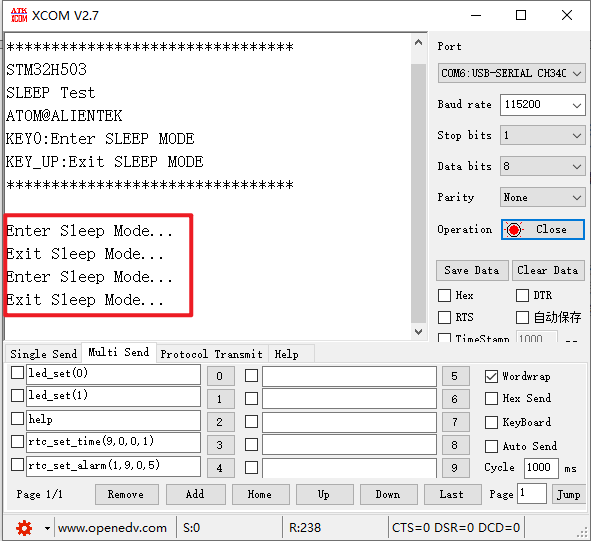 ATK XCOM XCOM V2.7
**********************************
STM32H503
SLEEP Test
ATOM@ALIENTEK
KEY0:Enter SLEEP MODE
KEY_UP:Exit SLEEP MODE
**********************************
Enter Sleep Mode...
Exit Sleep Mode...
Enter Sleep Mode...
Exit Sleep Mode...
Port
COM6:USB-SERIAL CH340
Baud rate 115200
Stop bits 1
Data bits 8
Parity None
Operation Close
Save Data Clear Data
Hex DTR
RTS 自动保存
TimeStamp 1000
Single Send Multi Send Protocol Transmit Help
led_set(0) 0 5
led_set(1) 1 6
help 2 7
rtc_set_time(9,0,0,1) 3 8
rtc_set_alarm(1,9,0,5) 4 9
Wordwrap
Hex Send
KeyBoard
Auto Send
Cycle 1000 ms
Page 1/1 Remove Add Home Up Down Last Page 1 Jump
www.openedv.com S:0 R:238 CTS=0 DSR=0 DCD=0